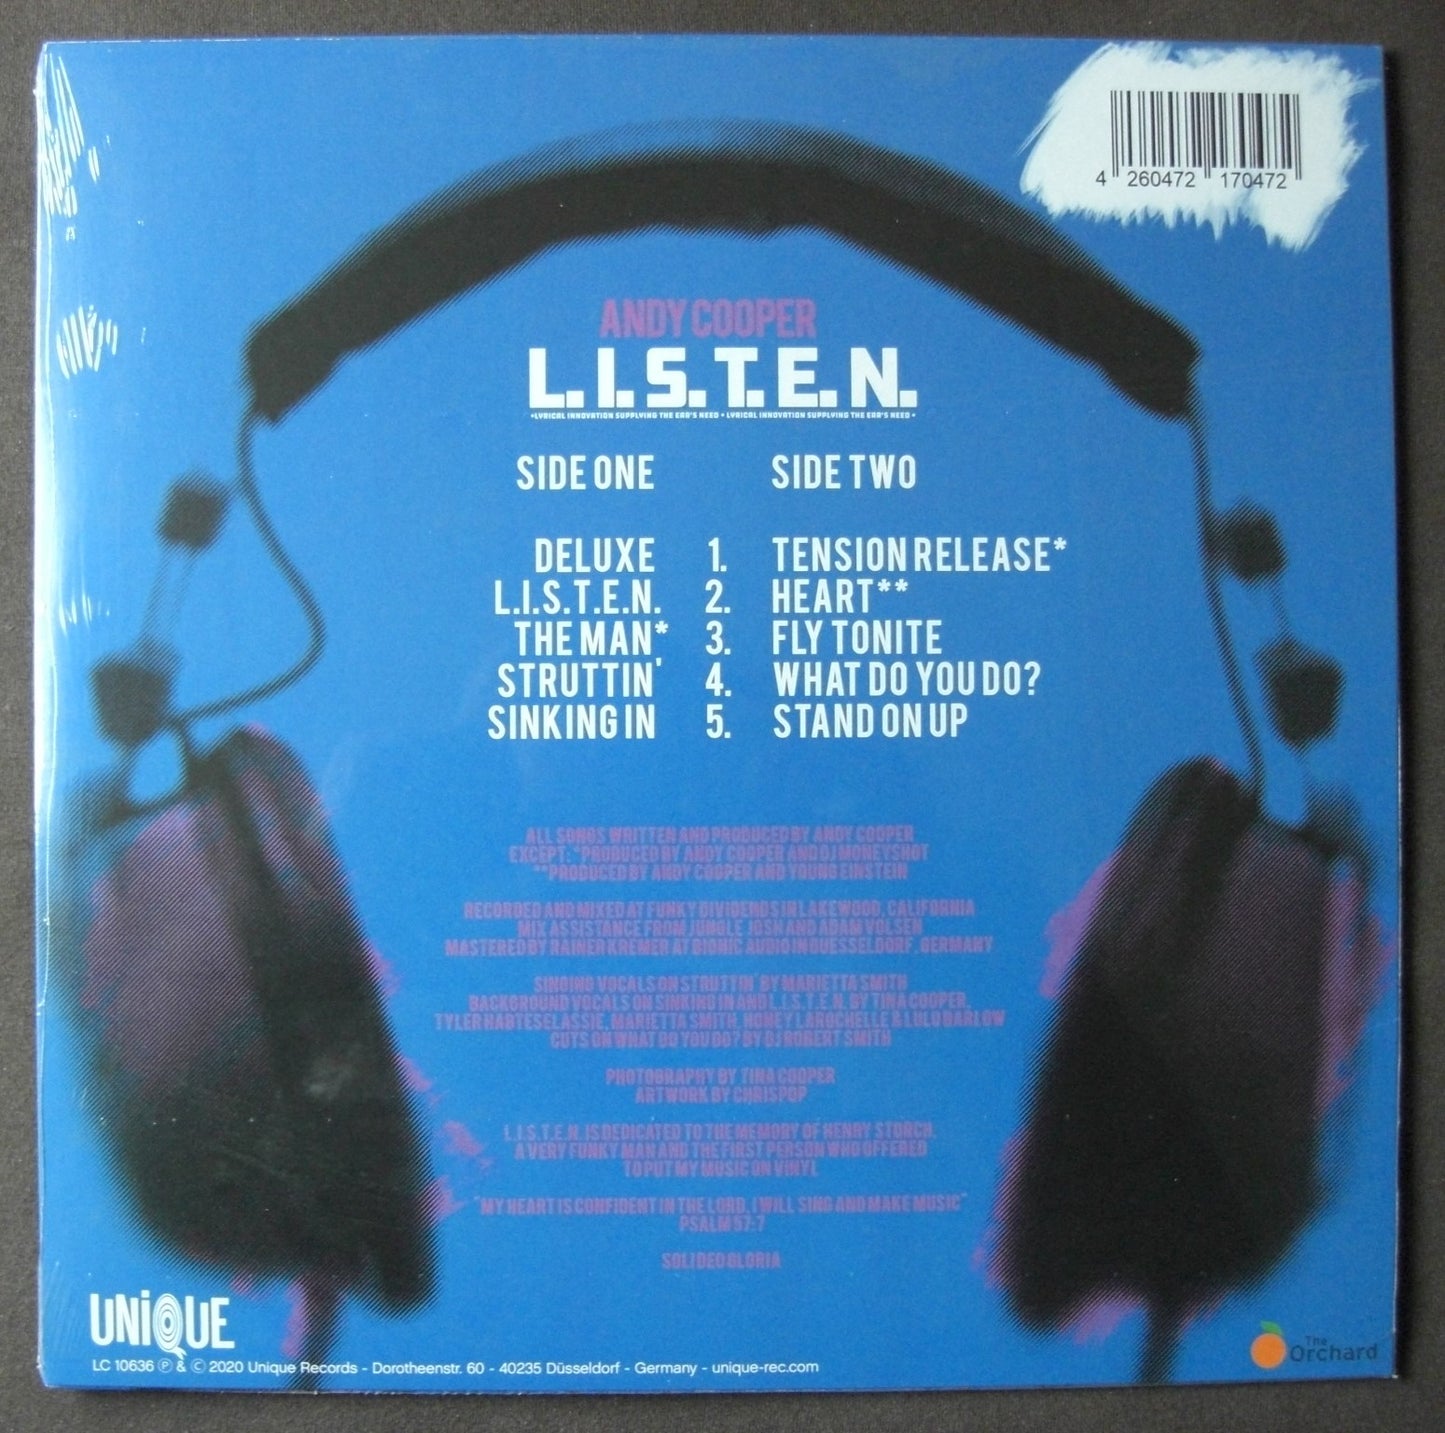 4 260472 170472
ANDY COOPER
L.I.S.T.E.N.
•LYRICAL INNOVATION SUPPLYING THE EAR'S NEED • LYRICAL INNOVATION SUPPLYING THE EAR'S NEED •
SIDE ONE SIDE TWO
DELUXE 1. TENSION RELEASE*
L.I.S.T.E.N. 2. HEART**
THE MAN* 3. FLY TONITE
STRUTTIN' 4. WHAT DO YOU DO?
SINKING IN 5. STAND ON UP
ALL SONGS WRITTEN AND PRODUCED BY ANDY COOPER
EXCEPT: *PRODUCED BY ANDY COOPER AND DJ MONEYSHOT
**PRODUCED BY ANDY COOPER AND YOUNG EINSTEIN
RECORDED AND MIXED AT FUNKY DIVIDENDS IN LAKEWOOD, CALIFORNIA
MIX ASSISTANCE FROM JUNGLE JOSH AND ADAM VOLSEN
MASTERED BY RAINER KREMER AT BIONIC AUDIO IN DUESSELDORF, GERMANY
SINGING VOCALS ON STRUTTIN' BY MARIETTA SMITH
BACKGROUND VOCALS ON SINKING IN AND L.I.S.T.E.N. BY TINA COOPER,
TYLER HABTESELASSIE, MARIETTA SMITH, HONEY LAROCHELLE & LULO BARLOW
CUTS ON WHAT DO YOU DO? BY DJ ROBERT SMITH
PHOTOGRAPHY BY TINA COOPER
ARTWORK BY CHRISPOP
L.I.S.T.E.N. IS DEDICATED TO THE MEMORY OF HENRY STORCH,
A VERY FUNKY MAN AND THE FIRST PERSON WHO OFFERED
TO PUT MY MUSIC ON VINYL
"MY HEART IS CONFIDENT IN THE LORD, I WILL SING AND MAKE MUSIC"
PSALM 57:7
SOLI DEO GLORIA
UNiQUE
LC 10636 ℗ & © 2020 Unique Records - Dorotheenstr. 60 - 40235 Düsseldorf - Germany - unique-rec.com
The
Orchard